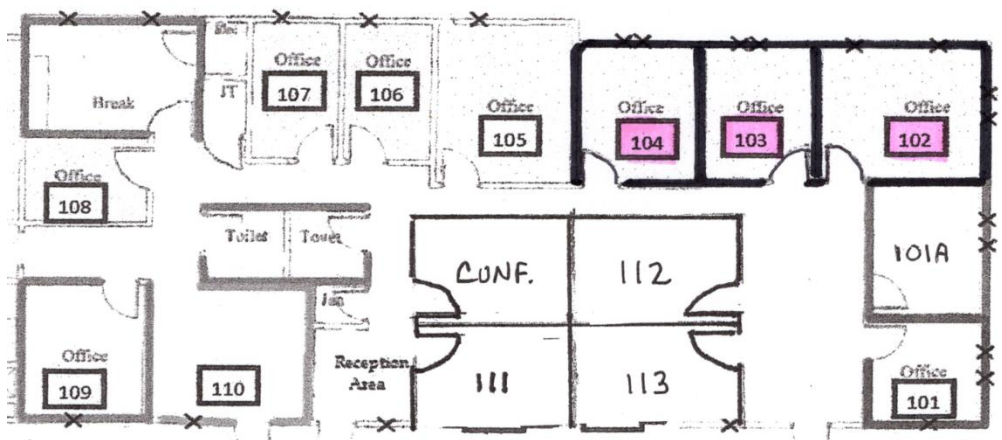 Office
107
Office
106
Office
105
Office
104
Office
103
Office
102
Break
JT
Office
108
Toilet
CONF.
112
101A
Office
109
110
Jan
Reception
Area
111
113
Office
101